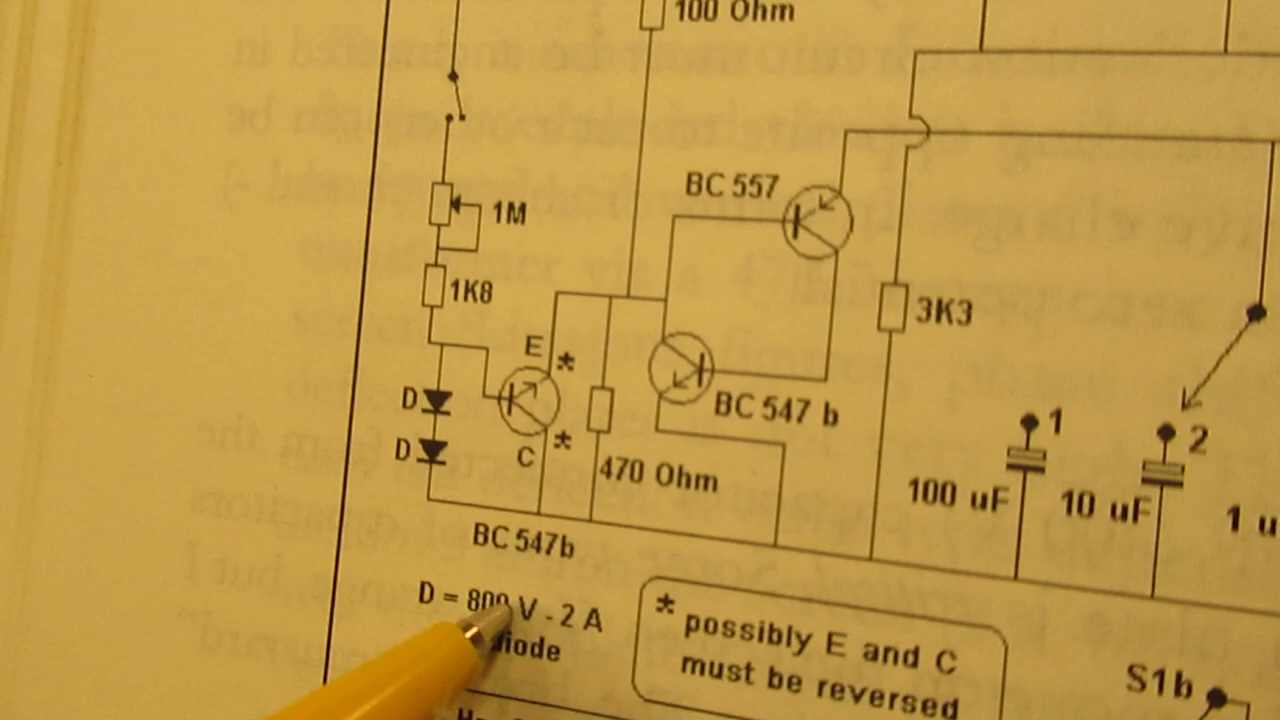 100 Ohm
BC 557
1M
1K8
3K3
E *
D
BC 547 b
1
2
D
C *
470 Ohm
100 uF
10 uF
1 u
BC 547b
D = 800 V - 2 A
diode
* possibly E and C
must be reversed
S1b